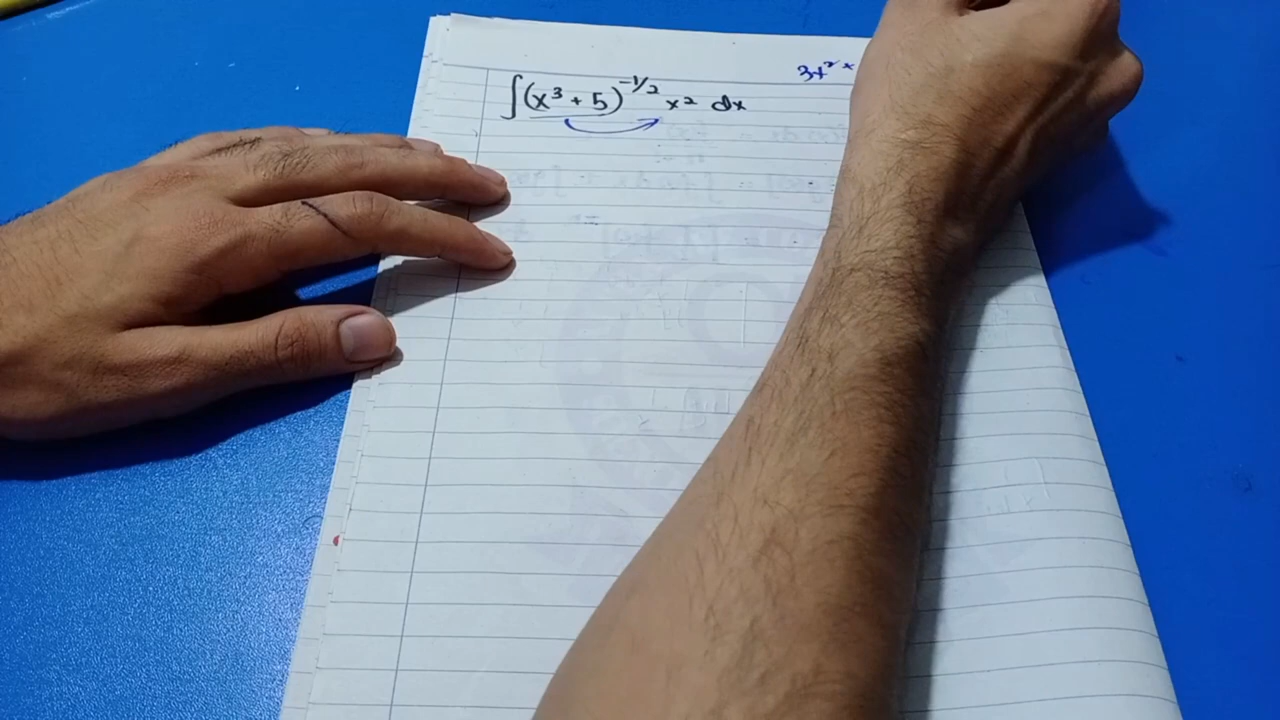 3x² x
∫(x³ + 5)^-1/2 x² dx